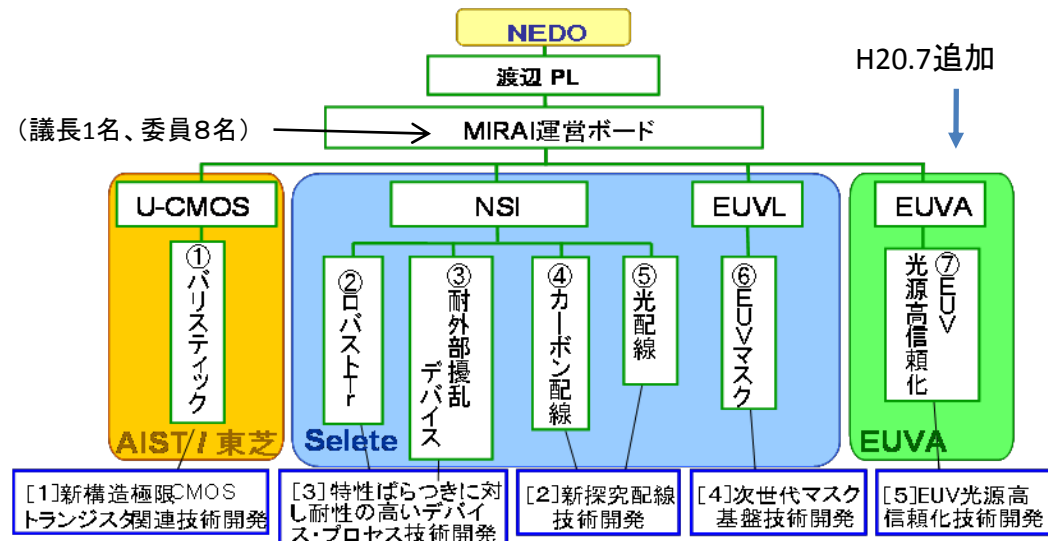 NEDO
渡辺 PL
H20.7追加
(議長1名、委員8名)
MIRAI運営ボード
U-CMOS
NSI
EUVL
EUVA
①バリスティック
②ロバストTr
③耐外部擾乱
デバイス
④カーボン配線
⑤光配線
⑥EUVマスク
⑦EUV
光源高信頼化
AIST/東芝
Selete
EUVA
[1]新構造極限CMOS
トランジスタ関連技術開発
[3]特性ばらつきに対
し耐性の高いデバイ
ス・プロセス技術開発
[2]新探究配線
技術開発
[4]次世代マスク
基盤技術開発
[5]EUV光源高
信頼化技術開発